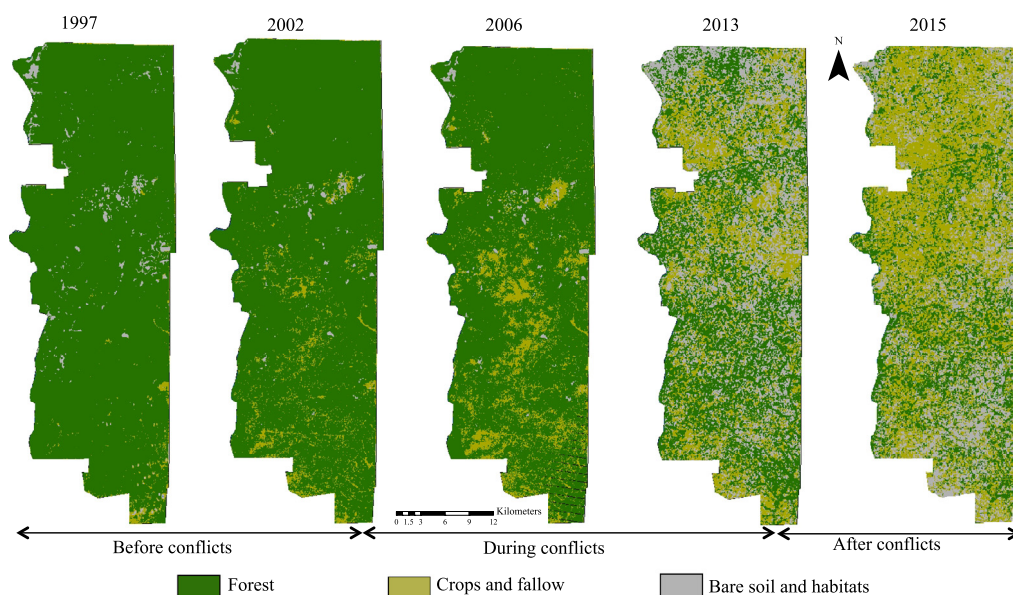 1997
2002
2006
2013
2015
N
Kilometers
0 1.5 3 6 9 12
Before conflicts
During conflicts
After conflicts
Forest
Crops and fallow
Bare soil and habitats